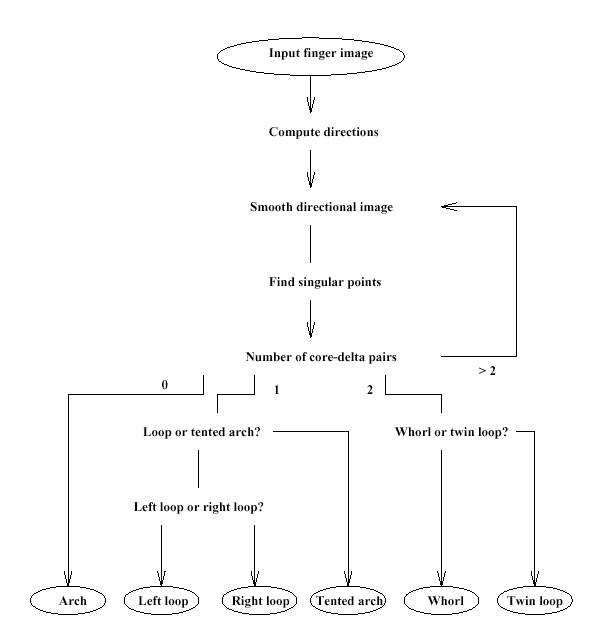 Input finger image
Compute directions
Smooth directional image
Find singular points
Number of core-delta pairs
> 2
0
1
2
Loop or tented arch?
Whorl or twin loop?
Left loop or right loop?
Arch
Left loop
Right loop
Tented arch
Whorl
Twin loop